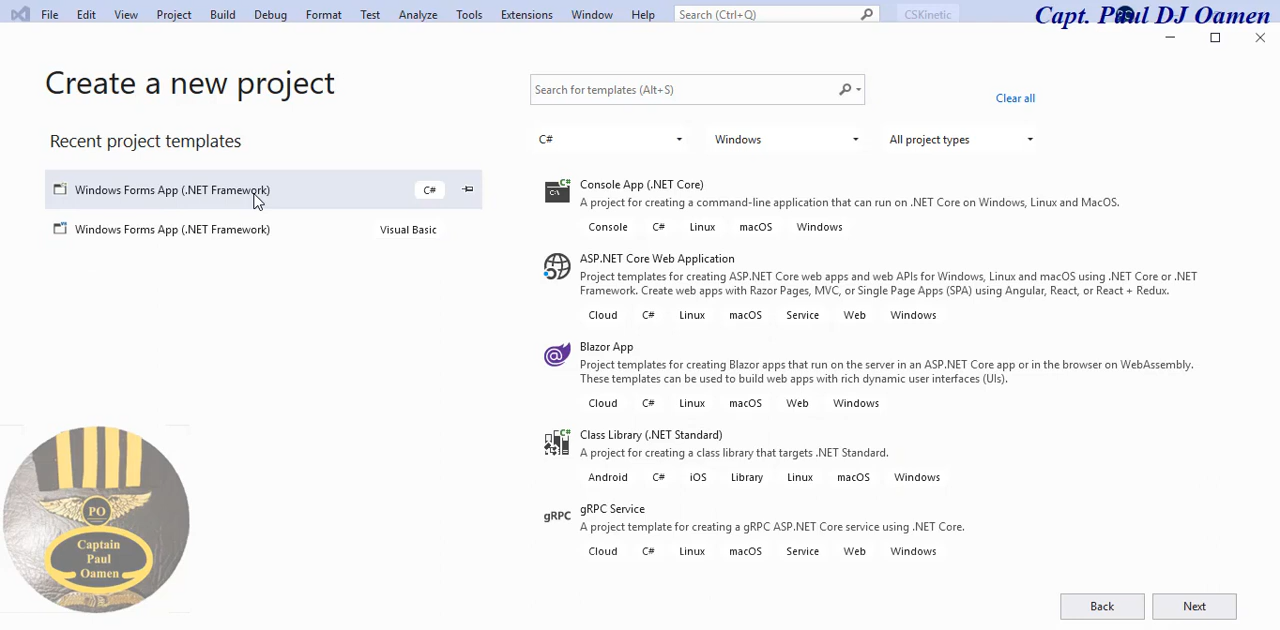 File Edit View Project Build Debug Format Test Analyze Tools Extensions Window Help Search (Ctrl+Q) CSKinetic
Capt. Paul DJ Oamen
Create a new project
Search for templates (Alt+S)
Clear all
Recent project templates
C# Windows All project types
Windows Forms App (.NET Framework) C#
Windows Forms App (.NET Framework) Visual Basic
Console App (.NET Core)
A project for creating a command-line application that can run on .NET Core on Windows, Linux and MacOS.
Console C# Linux macOS Windows
ASP.NET Core Web Application
Project templates for creating ASP.NET Core web apps and web APIs for Windows, Linux and macOS using .NET Core or .NET
Framework. Create web apps with Razor Pages, MVC, or Single Page Apps (SPA) using Angular, React, or React + Redux.
Cloud C# Linux macOS Service Web Windows
Blazor App
Project templates for creating Blazor apps that run on the server in an ASP.NET Core app or in the browser on WebAssembly.
These templates can be used to build web apps with rich dynamic user interfaces (UIs).
Cloud C# Linux macOS Web Windows
Class Library (.NET Standard)
A project for creating a class library that targets .NET Standard.
Android C# iOS Library Linux macOS Windows
gRPC gRPC Service
A project template for creating a gRPC ASP.NET Core service using .NET Core.
Cloud C# Linux macOS Service Web Windows
PO
Captain
Paul
Oamen
Back Next